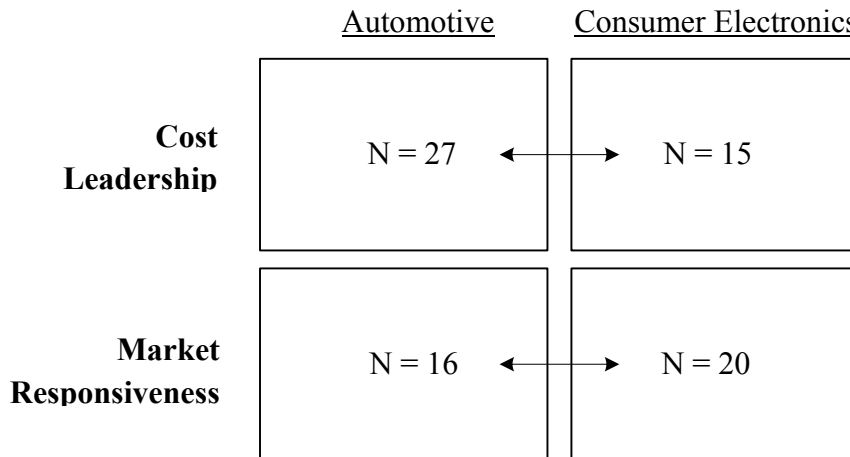 Automotive Consumer Electronics
Cost
Leadership
N = 27 N = 15
Market
Responsiveness
N = 16 N = 20